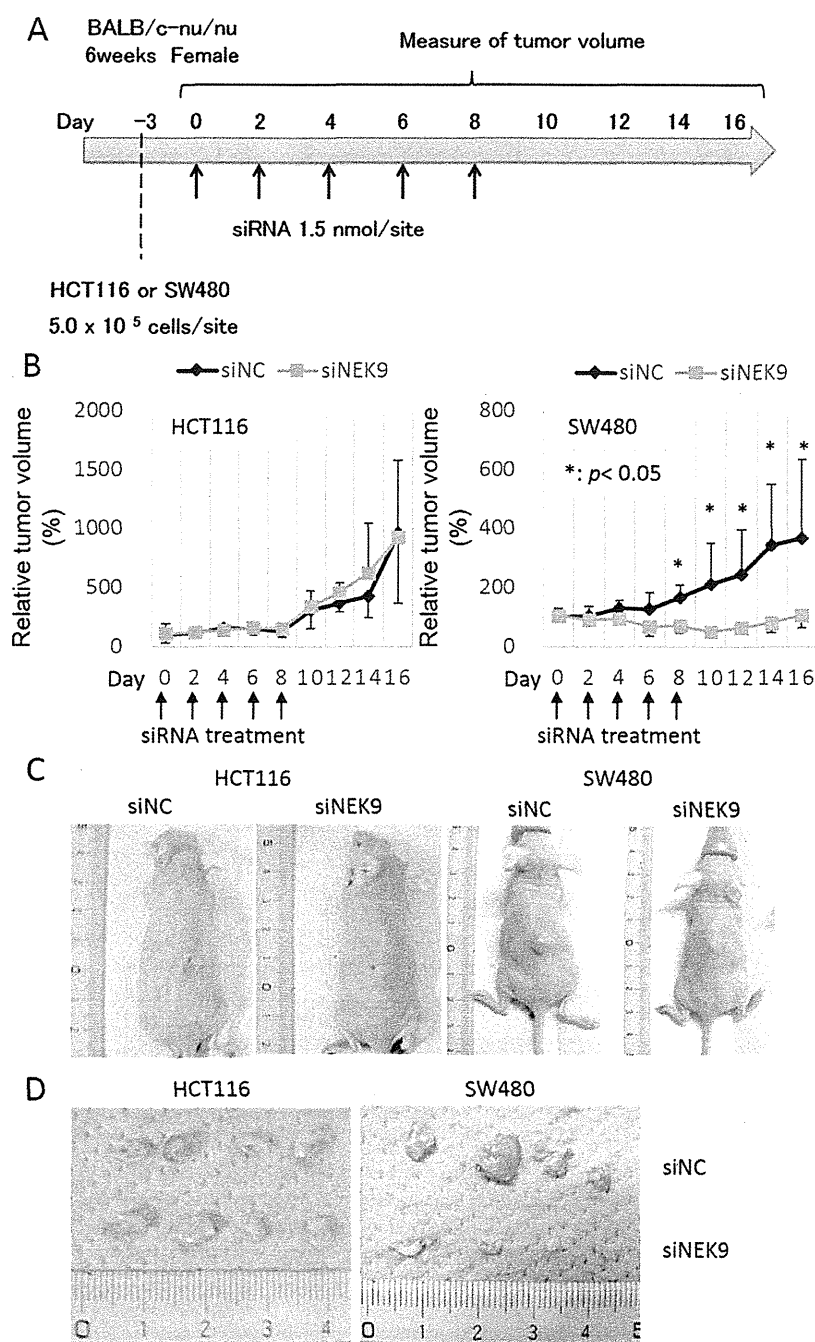 A
BALB/c-nu/nu
6weeks Female
Measure of tumor volume
Day -3 0 2 4 6 8 10 12 14 16
siRNA 1.5 nmol/site
HCT116 or SW480
5.0 x 10 5 cells/site
B
siNC siNEK9
siNC siNEK9
Relative tumor volume
(%)
2000
1500
1000
500
0
HCT116
Day 0 2 4 6 8 10 12 14 16
siRNA treatment
Relative tumor volume
(%)
800
600
400
200
0
SW480
*: p< 0.05
* * * * *
Day 0 2 4 6 8 10 12 14 16
siRNA treatment
C
HCT116 SW480
siNC siNEK9 siNC siNEK9
D
HCT116 SW480
siNC
siNEK9
0 1 2 3 4
0 1 2 3 4 5